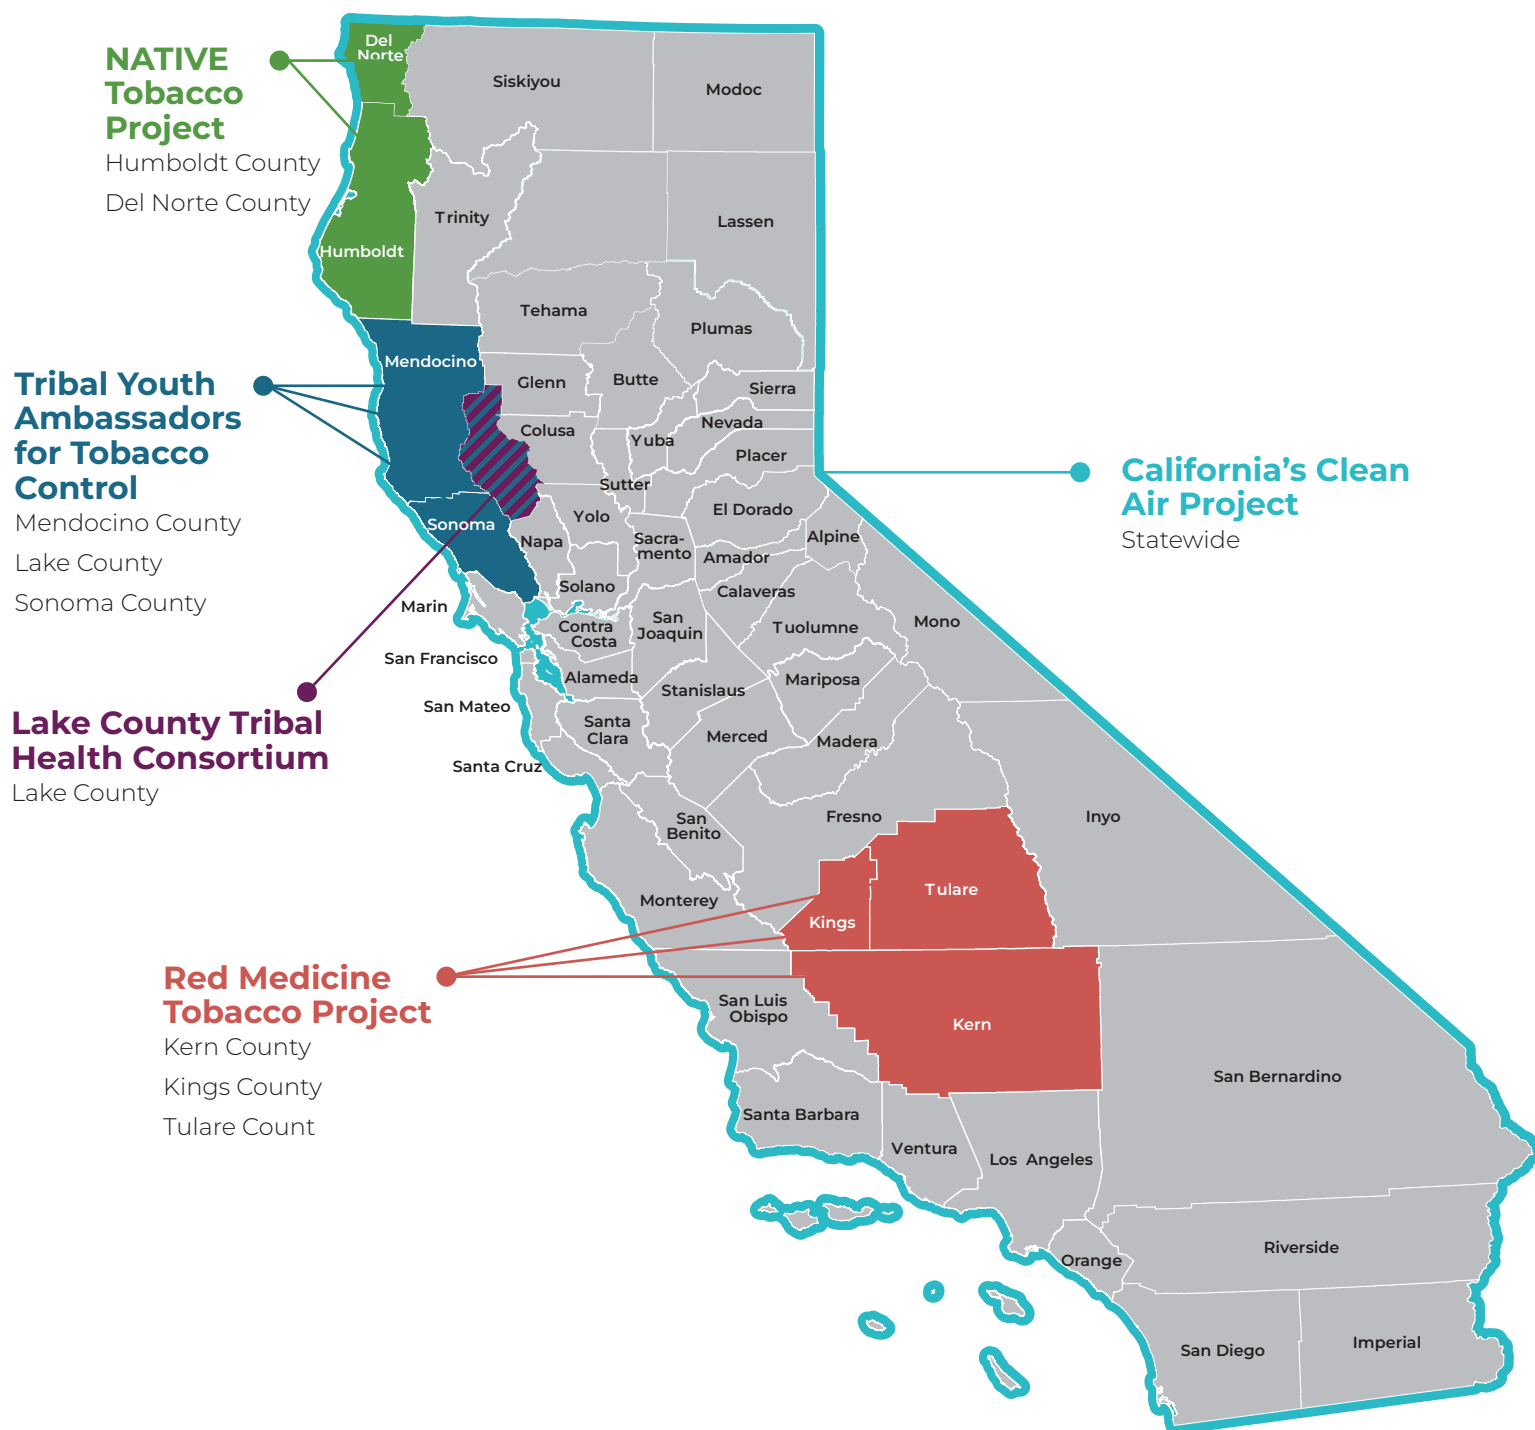 NATIVE
Tobacco
Project
Humboldt County
Del Norte County
Tribal Youth
Ambassadors
for Tobacco
Control
Mendocino County
Lake County
Sonoma County
Lake County Tribal
Health Consortium
Lake County
Red Medicine
Tobacco Project
Kern County
Kings County
Tulare Count
California's Clean
Air Project
Statewide
Del
Norte
Siskiyou
Modoc
Trinity
Lassen
Humboldt
Tehama
Plumas
Mendocino
Glenn
Butte
Sierra
Colusa
Yuba
Nevada
Placer
Sutter
El Dorado
Sonoma
Yolo
Napa
Sacra-
mento
Alpine
Amador
Solano
Calaveras
Marin
Contra
Costa
San
Joaquin
Tuolumne
Mono
San Francisco
Alameda
Stanislaus
Mariposa
San Mateo
Santa
Clara
Merced
Madera
Santa Cruz
San
Benito
Fresno
Inyo
Monterey
Kings
Tulare
San Luis
Obispo
Kern
San Bernardino
Santa Barbara
Ventura
Los Angeles
Orange
Riverside
San Diego
Imperial